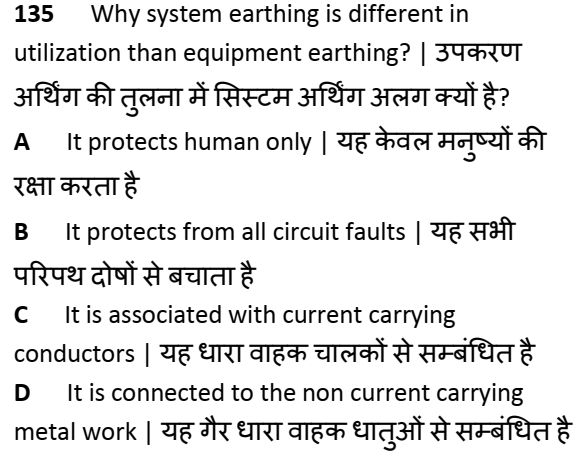 135 Why system earthing is different in
utilization than equipment earthing? | उपकरण
अर्थिंग की तुलना में सिस्टम अर्थिंग अलग क्यों है?
A It protects human only | यह केवल मनुष्यों की
रक्षा करता है
B It protects from all circuit faults | यह सभी
परिपथ दोषों से बचाता है
C It is associated with current carrying
conductors | यह धारा वाहक चालकों से सम्बंधित है
D It is connected to the non current carrying
metal work | यह गैर धारा वाहक धातुओं से सम्बंधित है